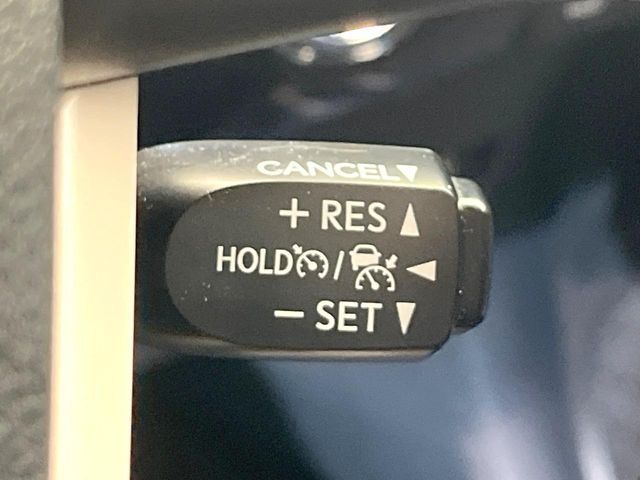 CANCEL▼
+ RES ▲
HOLD / ◀
− SET ▼